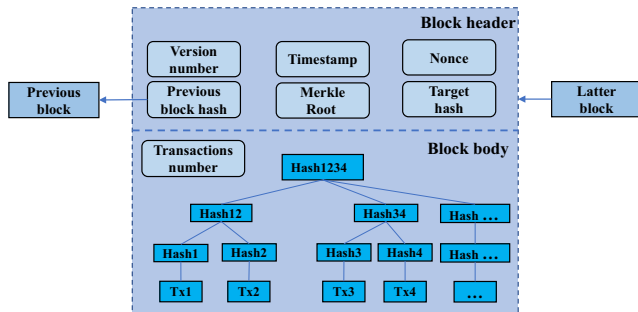 Block header
Version
number
Timestamp
Nonce
Previous
block
Previous
block hash
Merkle
Root
Target
hash
Latter
block
Block body
Transactions
number
Hash1234
Hash12
Hash34
Hash ...
Hash1
Hash2
Hash3
Hash4
Hash ...
Tx1
Tx2
Tx3
Tx4
...